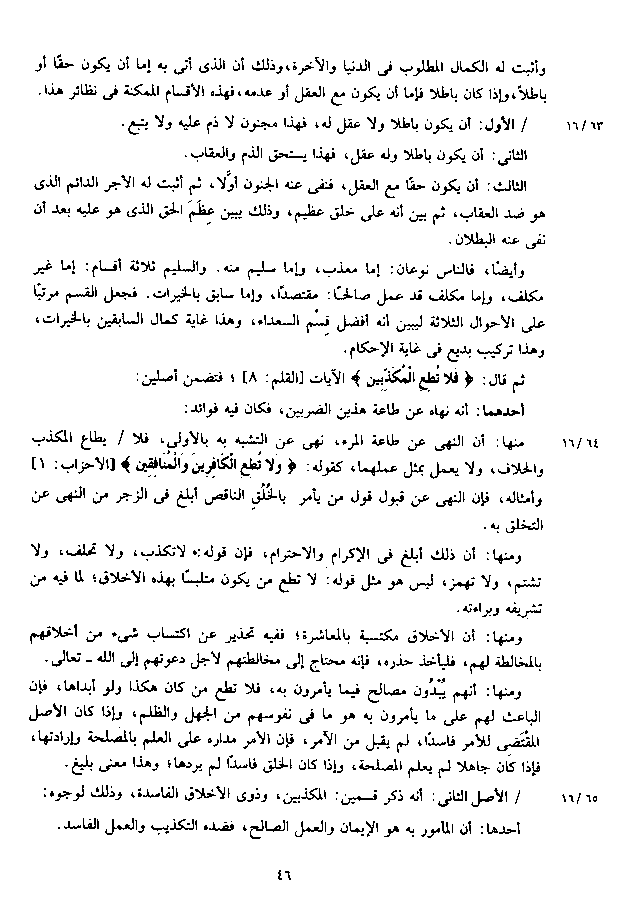 وأثبت له الكمال المطلوب فى الدنيا والآخرة،وذلك أن الذى أتى به إما أن يكون حقًا أو
باطلاً،وإذا كان باطلا فإما أن يكون مع العقل أو عدمه،فهذه الأقسام الممكنة فى نظائر هذا.
١٦/٦٣ / الأول: أن يكون باطلا ولا عقل له، فهذا مجنون لا ذم عليه ولا يتبع.
الثانى: أن يكون باطلا وله عقل، فهذا يستحق الذم والعقاب.
الثالث: أن يكون حقًا مع العقل، فنفى عنه الجنون أوَّلا، ثم أثبت له الأجر الدائم الذى
هو ضد العقاب، ثم بين أنه على خلق عظيم، وذلك يبين عِظَمَ الحق الذى هو عليه بعد أن
نفى عنه البطلان.
وأيضًا، فالناس نوعان: إما معذب، وإما سليم منه. والسليم ثلاثة أقسام: إما غير
مكلف، وإما مكلف قد عمل صالحًا: مقتصدًا، وإما سابق بالخيرات. فجعل القسم مرتبًا
على الأحوال الثلاثة ليبين أنه أفضل قِسْم السعداء، وهذا غاية كمال السابقين بالخيرات،
وهذا تركيب بديع فى غاية الإحكام.
ثم قال: ﴿ فَلا تُطِعِ الْمُكَذِّبِينَ ﴾ الآيات [القلم: ٨] ؛ فتضمن أصلين:
أحدهما: أنه نهاه عن طاعة هذين الضربين، فكان فيه فوائد:
١٦/٦٤ منها: أن النهى عن طاعة المرء، نهى عن التشبه به بالأولى، فلا / يطاع المكذب
والحلاف، ولا يعمل بمثل عملهما، كقوله: ﴿ وَلا تُطِعِ الْكَافِرِينَ وَالْمُنَافِقِينَ ﴾ [الأحزاب: ١]
وأمثاله، فإن النهى عن قبول قول من يأمر بالخُلُقِ الناقص أبلغ فى الزجر من النهى عن
التخلق به.
ومنها: أن ذلك أبلغ فى الإكرام والاحترام، فإن قوله:« لاتكذب، ولا تحلف، ولا
تشتم، ولا تهمز، ليس هو مثل قوله: لا تطع من يكون متلبسًا بهذه الأخلاق؛ لما فيه من
تشريفه وبراءته.
ومنها: أن الأخلاق مكتسبة بالمعاشرة؛ ففيه تحذير عن اكتساب شىء من أخلاقهم
بالمخالطة لهم، فليأخذ حذره، فإنه محتاج إلى مخالطتهم لأجل دعوتهم إلى الله ـ تعالى.
ومنها: أنهم يُبْدُون مصالح فيما يأمرون به، فلا تطع من كان هكذا ولو أبداها، فإن
الباعث لهم على ما يأمرون به هو ما فى نفوسهم من الجهل والظلم، وإذا كان الأصل
المُقْتَضِى للأمر فاسدًا، لم يقبل من الآمر، فإن الأمر مداره على العلم بالمصلحة وإرادتها،
فإذا كان جاهلا لم يعلم المصلحة، وإذا كان الخلق فاسدًا لم يردها؛ وهذا معنى بليغ.
١٦/٦٥ / الأصل الثانى: أنه ذكر قسمين: المكذبين، وذوى الأخلاق الفاسدة، وذلك لوجوه:
أحدها: أن المأمور به هو الإيمان والعمل الصالح، فضده التكذيب والعمل الفاسد.
٤٦